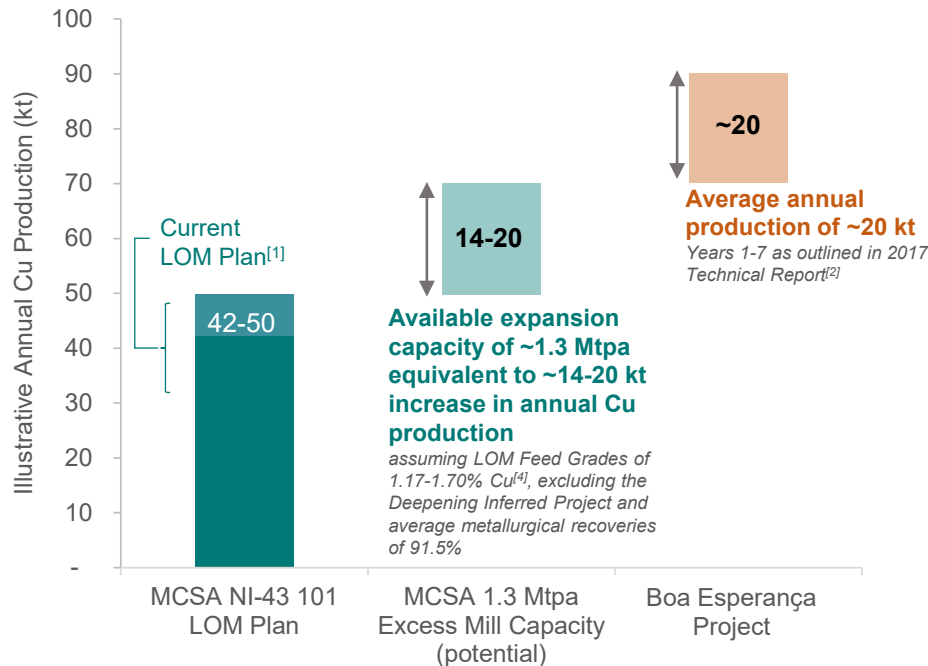 Illustrative Annual Cu Production (kt)
100
90
80
70
60
50
40
30
20
10
-
Current
LOM Plan[1]
42-50
14-20
Available expansion
capacity of ~1.3 Mtpa
equivalent to ~14-20 kt
increase in annual Cu
production
assuming LOM Feed Grades of
1.17-1.70% Cu[4], excluding the
Deepening Inferred Project and
average metallurgical recoveries
of 91.5%
~20
Average annual
production of ~20 kt
Years 1-7 as outlined in 2017
Technical Report[2]
MCSA NI-43 101
LOM Plan
MCSA 1.3 Mtpa
Excess Mill Capacity
(potential)
Boa Esperança
Project